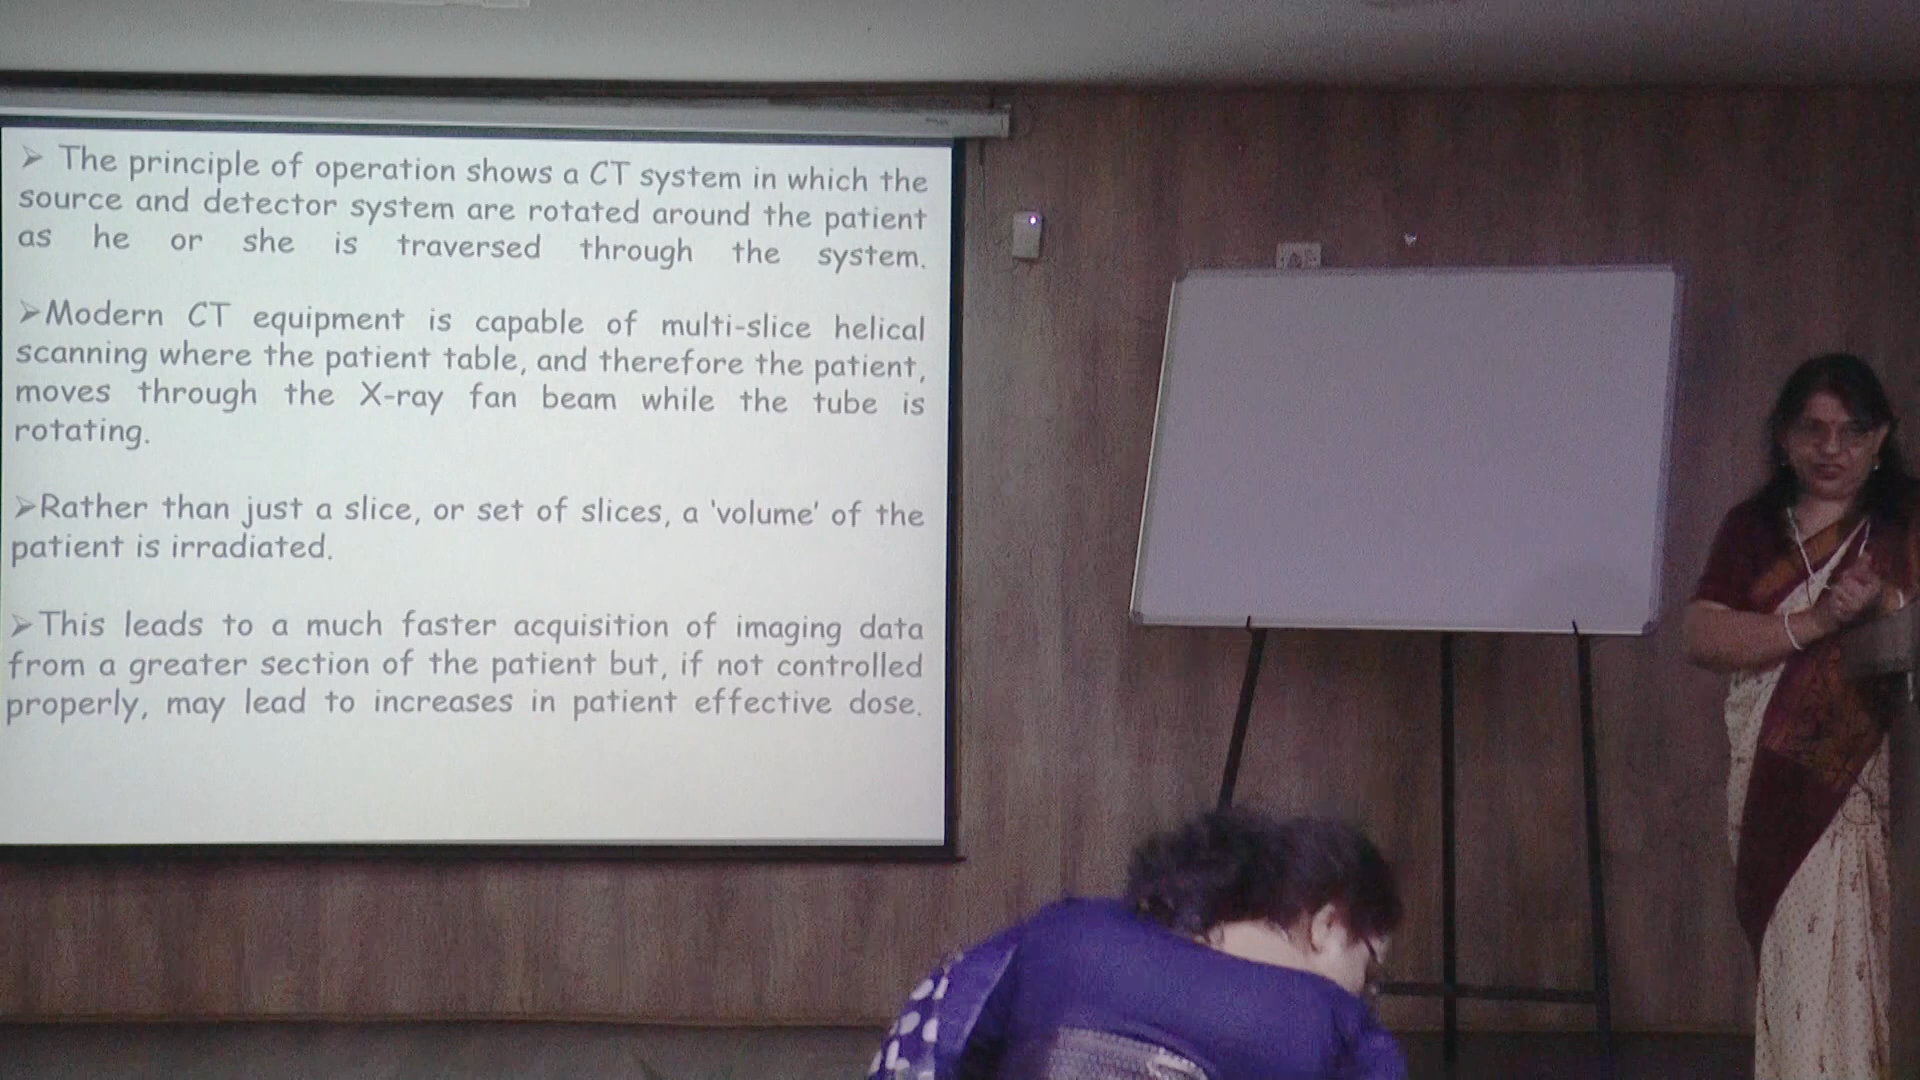 ➢ The principle of operation shows a CT system in which the
source and detector system are rotated around the patient
as he or she is traversed through the system.
➢Modern CT equipment is capable of multi-slice helical
scanning where the patient table, and therefore the patient,
moves through the X-ray fan beam while the tube is
rotating.
➢Rather than just a slice, or set of slices, a 'volume' of the
patient is irradiated.
➢This leads to a much faster acquisition of imaging data
from a greater section of the patient but, if not controlled
properly, may lead to increases in patient effective dose.